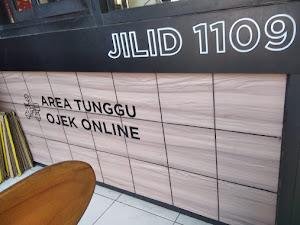 JILID 1109
AREA TUNGGU
OJEK ONLINE